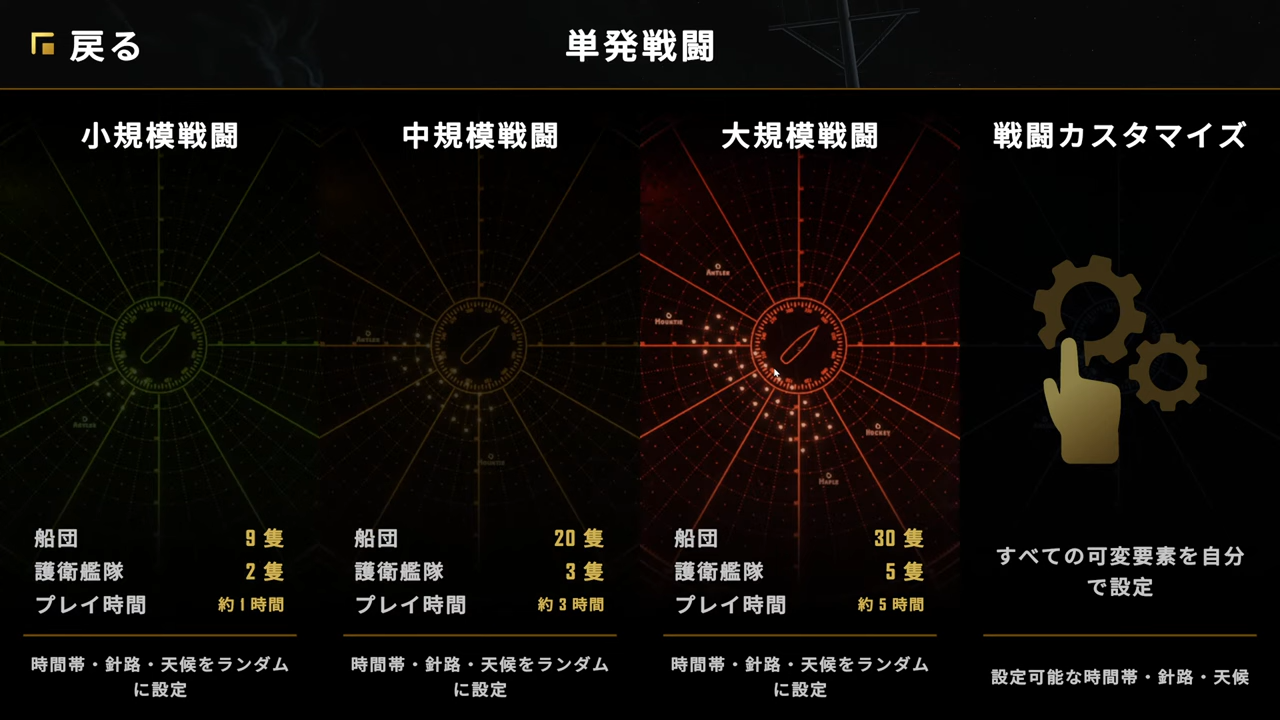 戻る
単発戦闘
小規模戦闘
ANTLER
船団 9 隻
護衛艦隊 2 隻
プレイ時間 約 1 時間
時間帯・針路・天候をランダム
に設定
中規模戦闘
ANTLER
MOUNTIE
船団 20 隻
護衛艦隊 3 隻
プレイ時間 約 3 時間
時間帯・針路・天候をランダム
に設定
大規模戦闘
ANTLER
MOUNTIE
HOCKEY
MAPLE
船団 30 隻
護衛艦隊 5 隻
プレイ時間 約 5 時間
時間帯・針路・天候をランダム
に設定
戦闘カスタマイズ
すべての可変要素を自分
で設定
設定可能な時間帯・針路・天候